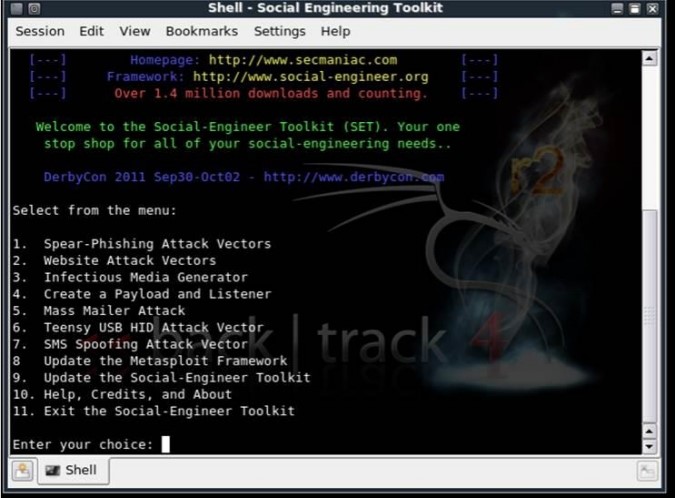 Shell - Social Engineering Toolkit
Session Edit View Bookmarks Settings Help
[---] Homepage: http://www.secmaniac.com [---]
[---] Framework: http://www.social-engineer.org [---]
[---] Over 1.4 million downloads and counting. [---]
Welcome to the Social-Engineer Toolkit (SET). Your one
stop shop for all of your social-engineering needs..
DerbyCon 2011 Sep30-Oct02 - http://www.derbycon.com
r2
Select from the menu:
1. Spear-Phishing Attack Vectors
2. Website Attack Vectors
3. Infectious Media Generator
4. Create a Payload and Listener
5. Mass Mailer Attack
6. Teensy USB HID Attack Vector
7. SMS Spoofing Attack Vector
8 Update the Metasploit Framework
9. Update the Social-Engineer Toolkit
10. Help, Credits, and About
11. Exit the Social-Engineer Toolkit
<< back | track 4
Enter your choice:
Shell